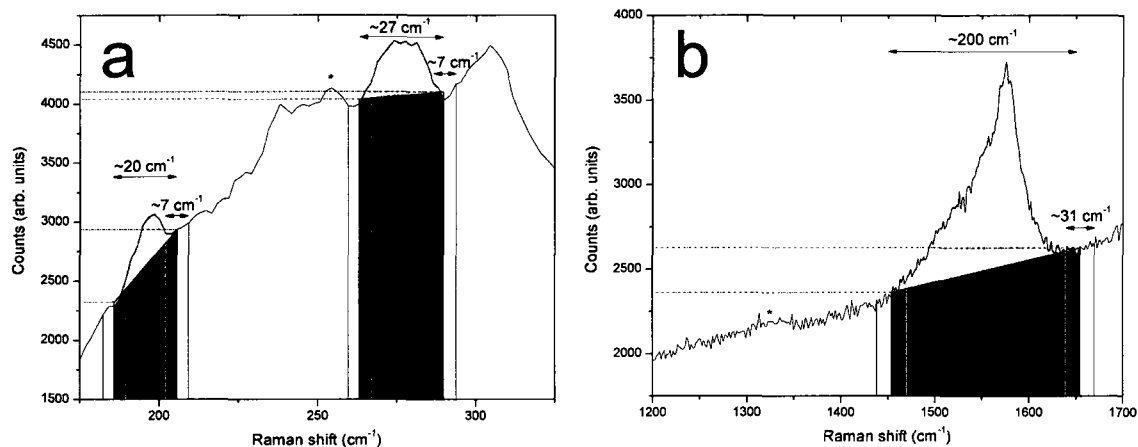 a
~27 cm⁻¹
~7 cm⁻¹
*
~20 cm⁻¹
~7 cm⁻¹
4500
4000
3500
3000
2500
2000
1500
Counts (arb. units)
200
250
300
Raman shift (cm⁻¹)
b
~200 cm⁻¹
~31 cm⁻¹
*
4000
3500
3000
2500
2000
Counts (arb. units)
1200
1300
1400
1500
1600
1700
Raman shift (cm⁻¹)